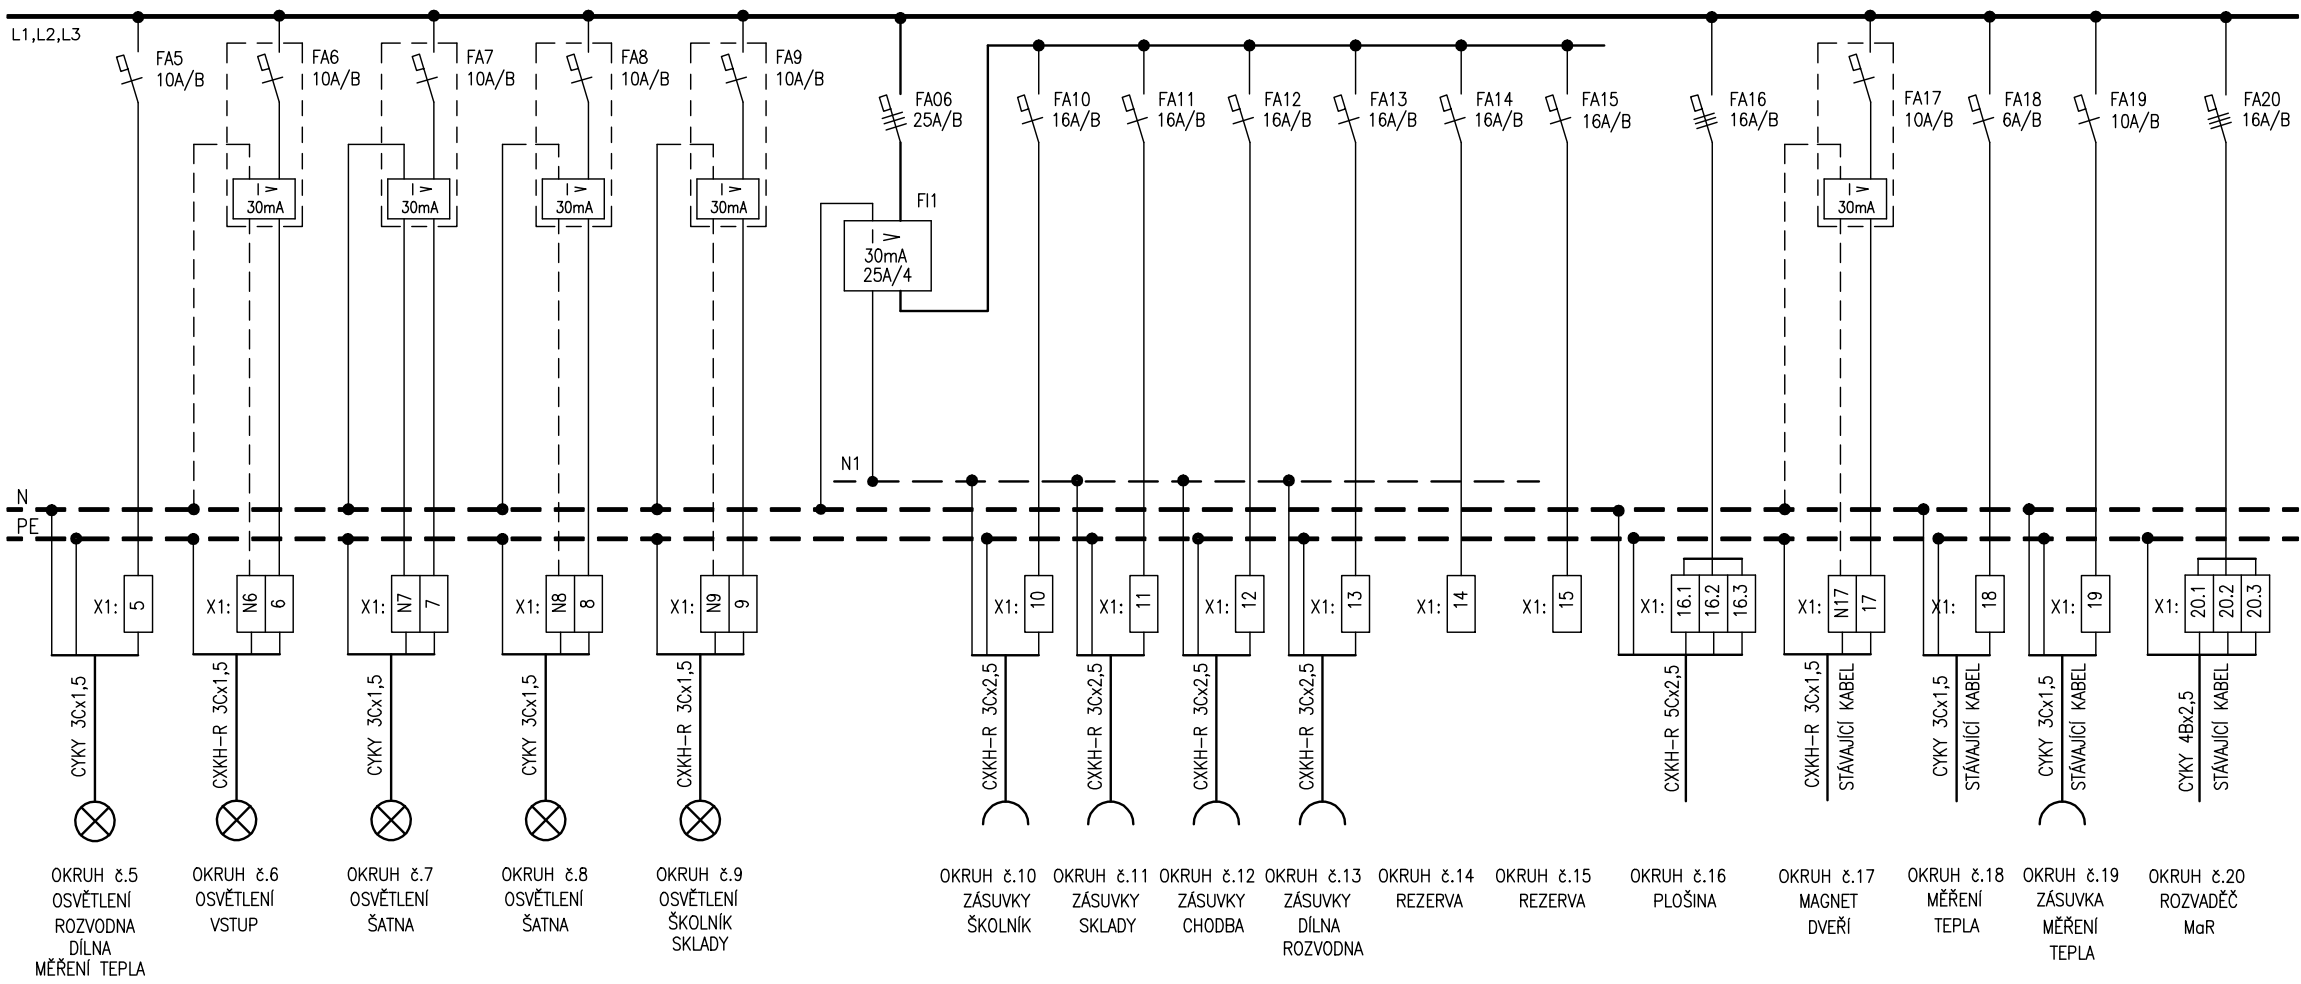 L1,L2,L3
FA5
10A/B
FA6
10A/B
FA7
10A/B
FA8
10A/B
FA9
10A/B
FA06
25A/B
FA10
16A/B
FA11
16A/B
FA12
16A/B
FA13
16A/B
FA14
16A/B
FA15
16A/B
FA16
16A/B
FA17
10A/B
FA18
6A/B
FA19
10A/B
FA20
16A/B
I >
30mA
I >
30mA
I >
30mA
I >
30mA
FI1
I >
30mA
25A/4
I >
30mA
N1
N
PE
X1: 5
X1: N6 6
X1: N7 7
X1: N8 8
X1: N9 9
X1: 10
X1: 11
X1: 12
X1: 13
X1: 14
X1: 15
X1: 16.1 16.2 16.3
X1: N17 17
X1: 18
X1: 19
X1: 20.1 20.2 20.3
CYKY 3Cx1,5
CXKH-R 3Cx1,5
CYKY 3Cx1,5
CYKY 3Cx1,5
CXKH-R 3Cx1,5
CXKH-R 3Cx2,5
CXKH-R 3Cx2,5
CXKH-R 3Cx2,5
CXKH-R 3Cx2,5
CXKH-R 5Cx2,5
CXKH-R 3Cx1,5
STÁVAJÍCÍ KABEL
CYKY 3Cx1,5
STÁVAJÍCÍ KABEL
CYKY 3Cx1,5
STÁVAJÍCÍ KABEL
CYKY 4Bx2,5
STÁVAJÍCÍ KABEL
OKRUH č.5
OSVĚTLENÍ
ROZVODNA
DÍLNA
MĚŘENÍ TEPLA
OKRUH č.6
OSVĚTLENÍ
VSTUP
OKRUH č.7
OSVĚTLENÍ
ŠATNA
OKRUH č.8
OSVĚTLENÍ
ŠATNA
OKRUH č.9
OSVĚTLENÍ
ŠKOLNÍK
SKLADY
OKRUH č.10
ZÁSUVKY
ŠKOLNÍK
OKRUH č.11
ZÁSUVKY
SKLADY
OKRUH č.12
ZÁSUVKY
CHODBA
OKRUH č.13
ZÁSUVKY
DÍLNA
ROZVODNA
OKRUH č.14
REZERVA
OKRUH č.15
REZERVA
OKRUH č.16
PLOŠINA
OKRUH č.17
MAGNET
DVEŘÍ
OKRUH č.18
MĚŘENÍ
TEPLA
OKRUH č.19
ZÁSUVKA
MĚŘENÍ
TEPLA
OKRUH č.20
ROZVADĚČ
MaR